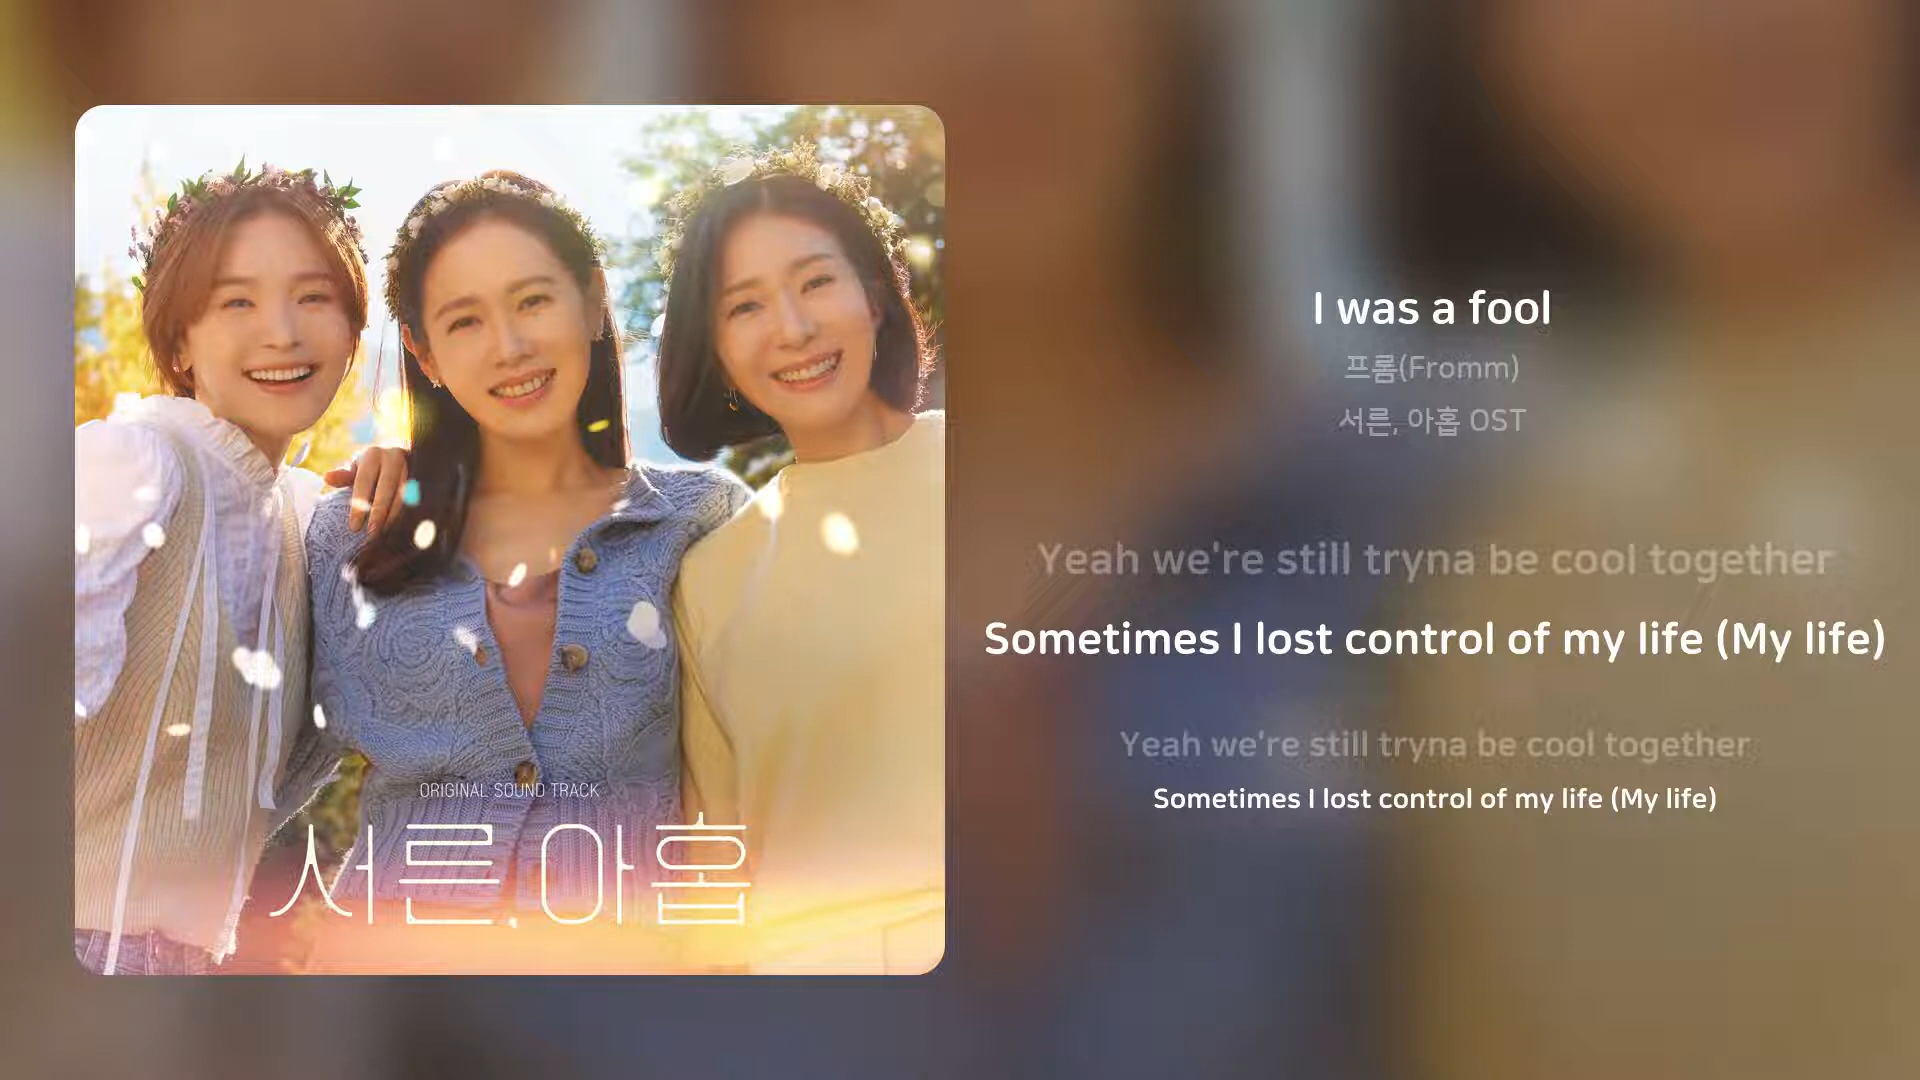 ORIGINAL SOUND TRACK
서른, 아홉
I was a fool
프롬(Fromm)
서른, 아홉 OST
Yeah we're still tryna be cool together
Sometimes I lost control of my life (My life)
Yeah we're still tryna be cool together
Sometimes I lost control of my life (My life)